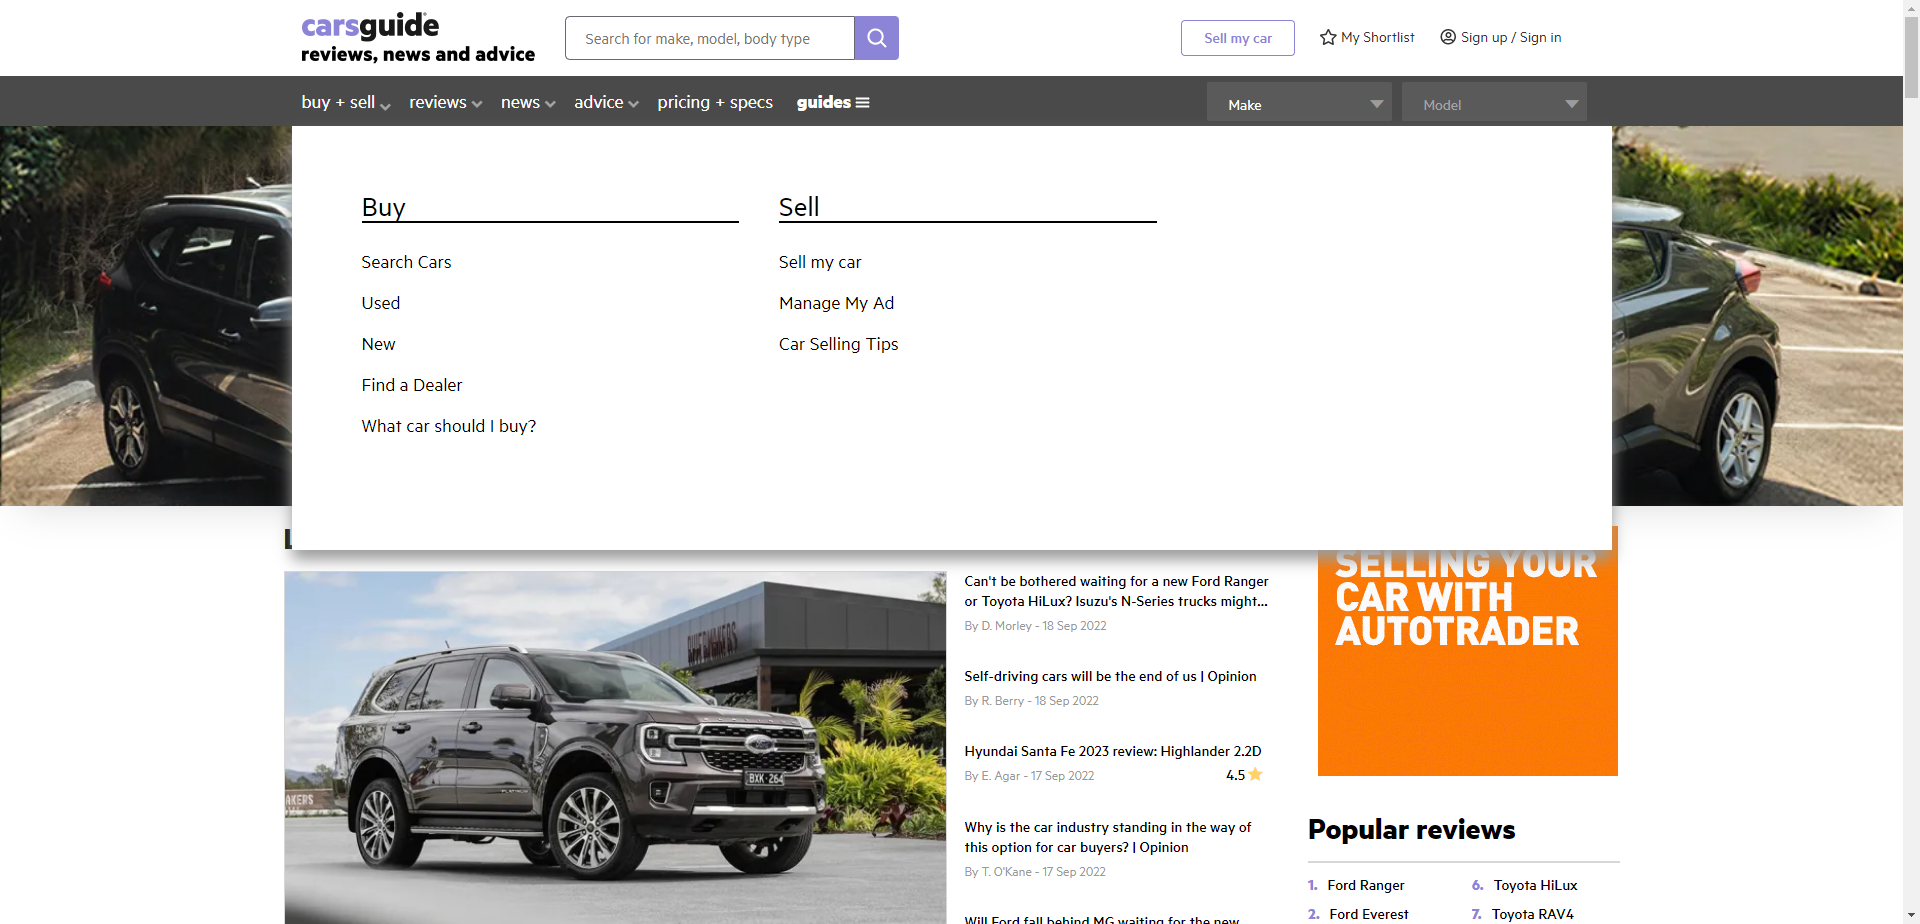 carsguide
reviews, news and advice
Search for make, model, body type
Sell my car
My Shortlist
Sign up / Sign in
buy + sell
reviews
news
advice
pricing + specs
guides
Make
Model
Buy
Search Cars
Used
New
Find a Dealer
What car should I buy?
Sell
Sell my car
Manage My Ad
Car Selling Tips
Can't be bothered waiting for a new Ford Ranger
or Toyota HiLux? Isuzu's N-Series trucks might...
By D. Morley - 18 Sep 2022
Self-driving cars will be the end of us | Opinion
By R. Berry - 18 Sep 2022
Hyundai Santa Fe 2023 review: Highlander 2.2D
By E. Agar - 17 Sep 2022
4.5
Why is the car industry standing in the way of
this option for car buyers? | Opinion
By T. O'Kane - 17 Sep 2022
Will Ford fall behind MG waiting for the new
BXK·264
SELLING YOUR
CAR WITH
AUTOTRADER
Popular reviews
1. Ford Ranger
2. Ford Everest
6. Toyota HiLux
7. Toyota RAV4